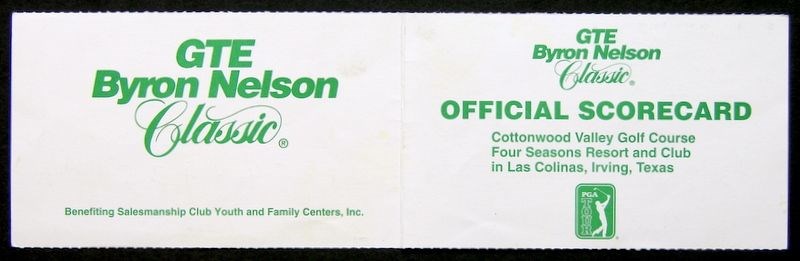 GTE
Byron Nelson
Classic®
Benefiting Salesmanship Club Youth and Family Centers, Inc.
GTE
Byron Nelson
Classic®
OFFICIAL SCORECARD
Cottonwood Valley Golf Course
Four Seasons Resort and Club
in Las Colinas, Irving, Texas
PGA
TOUR